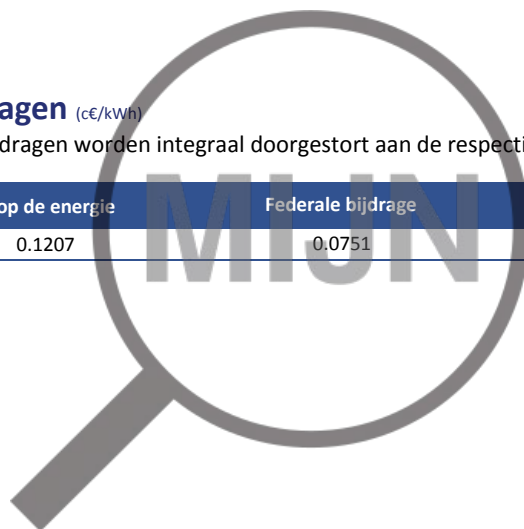 agen (c€/kWh)
dragen worden integraal doorgestort aan de respecti
op de energie Federale bijdrage
0.1207 0.0751
MIJN